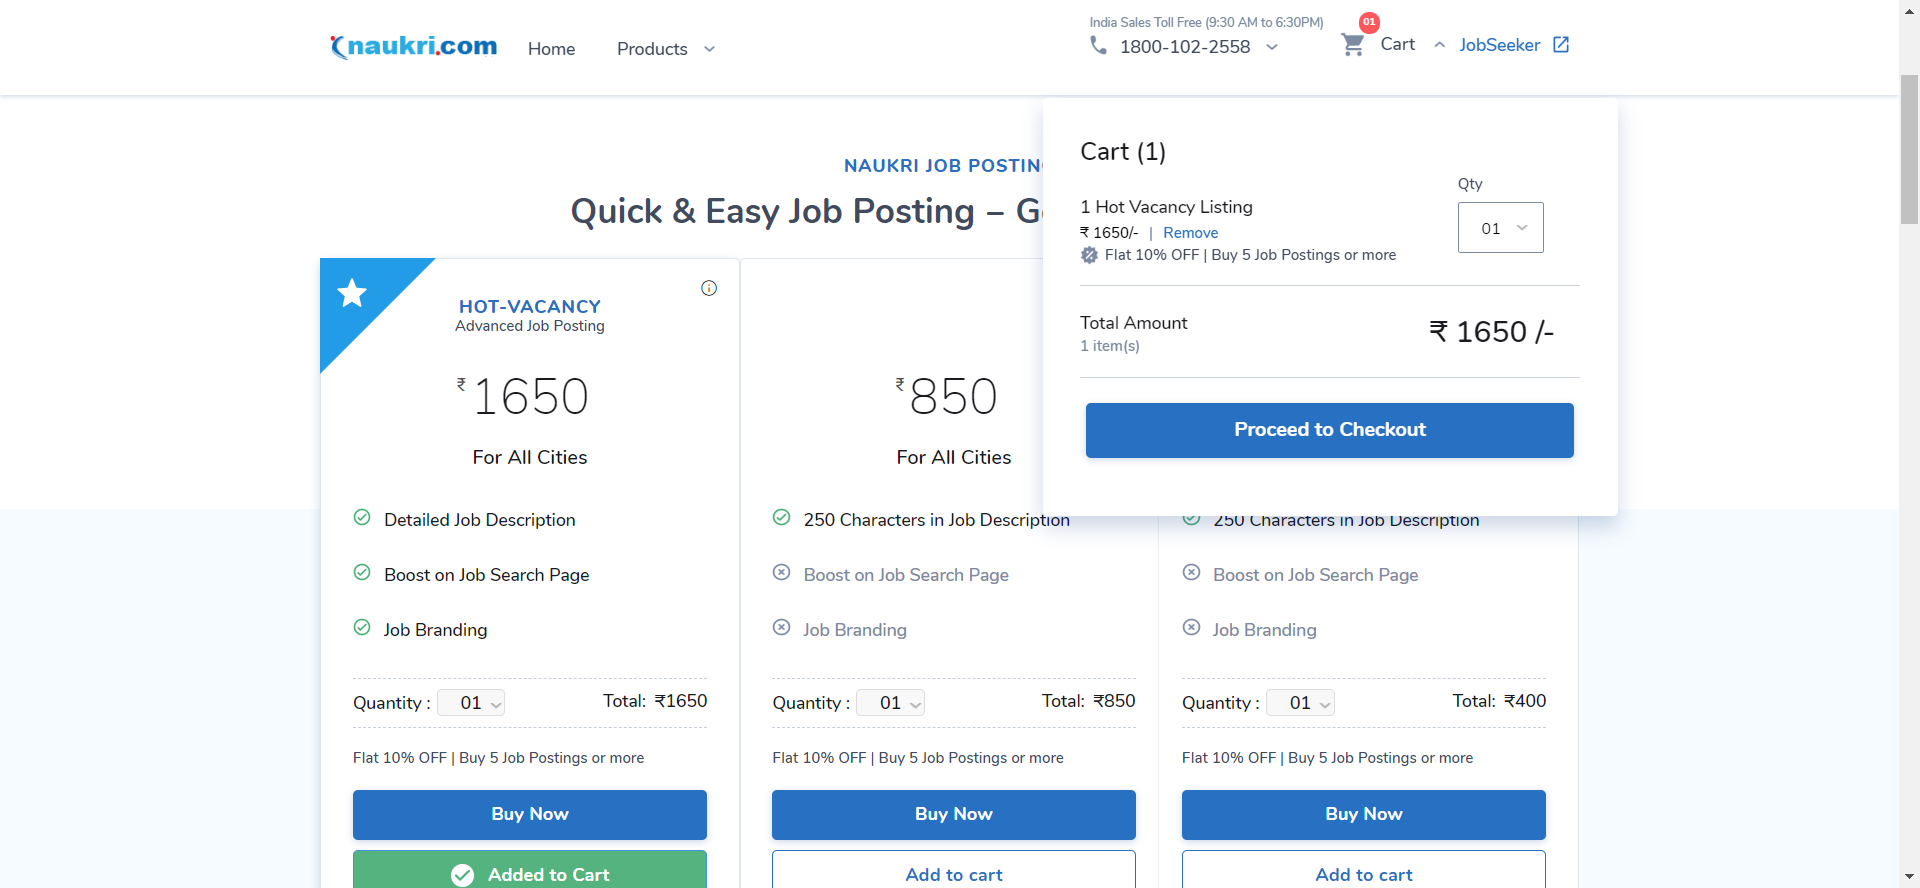 naukri.com
Home
Products
India Sales Toll Free (9:30 AM to 6:30PM)
1800-102-2558
01
Cart
JobSeeker
NAUKRI JOB POSTING
Quick & Easy Job Posting –
Cart (1)
Qty
1 Hot Vacancy Listing
₹ 1650/- | Remove
01
Flat 10% OFF | Buy 5 Job Postings or more
Total Amount
1 item(s)
₹ 1650 /-
Proceed to Checkout
HOT-VACANCY
Advanced Job Posting
₹ 1650
For All Cities
Detailed Job Description
Boost on Job Search Page
Job Branding
Quantity : 01 Total: ₹1650
Flat 10% OFF | Buy 5 Job Postings or more
Buy Now
Added to Cart
₹ 850
For All Cities
250 Characters in Job Description
Boost on Job Search Page
Job Branding
Quantity : 01 Total: ₹850
Flat 10% OFF | Buy 5 Job Postings or more
Buy Now
Add to cart
250 Characters in Job Description
Boost on Job Search Page
Job Branding
Quantity : 01 Total: ₹400
Flat 10% OFF | Buy 5 Job Postings or more
Buy Now
Add to cart